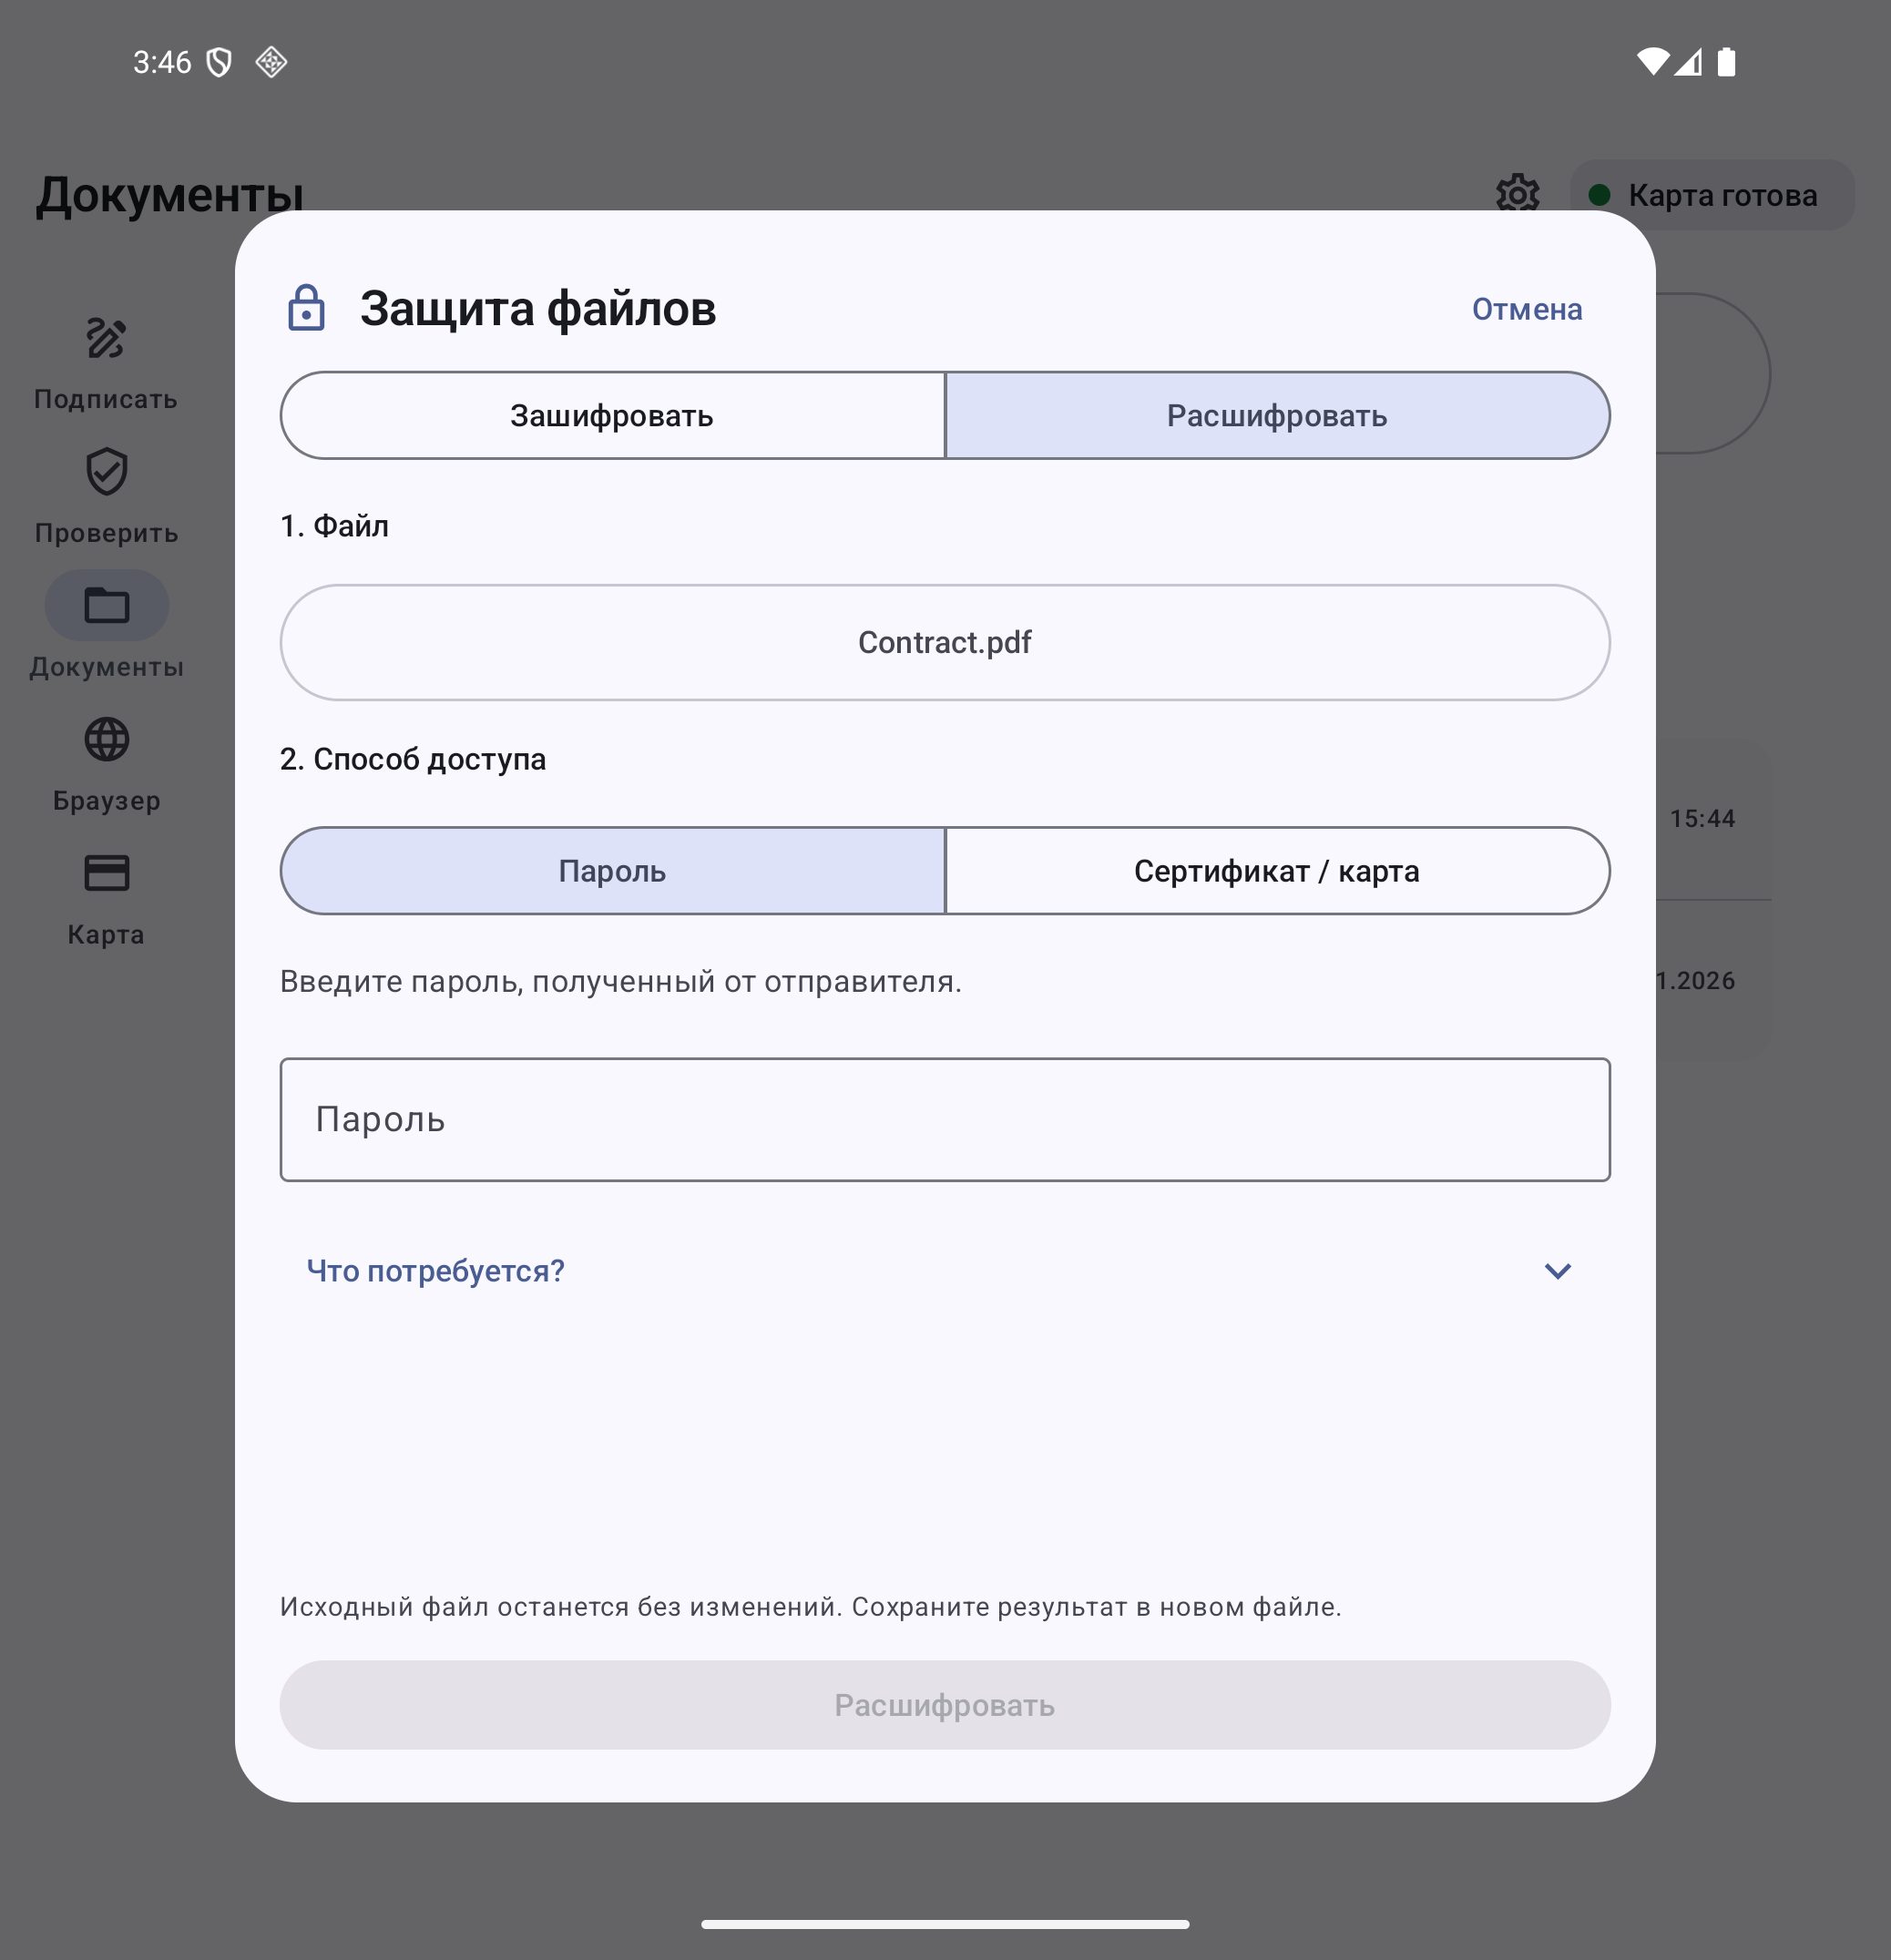 3:46
Документы
Карта готова
Подписать
Проверить
Документы
Браузер
Карта
Защита файлов
Отмена
Зашифровать
Расшифровать
1. Файл
Contract.pdf
2. Способ доступа
Пароль
Сертификат / карта
Введите пароль, полученный от отправителя.
Пароль
Что потребуется?
Исходный файл останется без изменений. Сохраните результат в новом файле.
Расшифровать
15:44
1.2026